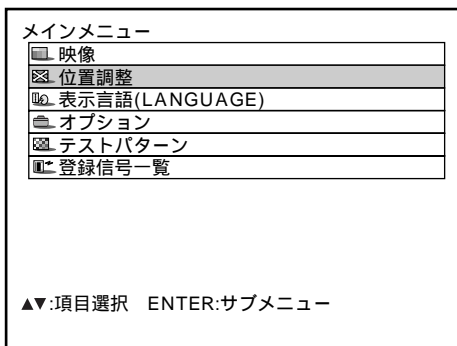 メインメニュー
映像
位置調整
表示言語(LANGUAGE)
オプション
テストパターン
登録信号一覧
▲▼:項目選択　ENTER:サブメニュー